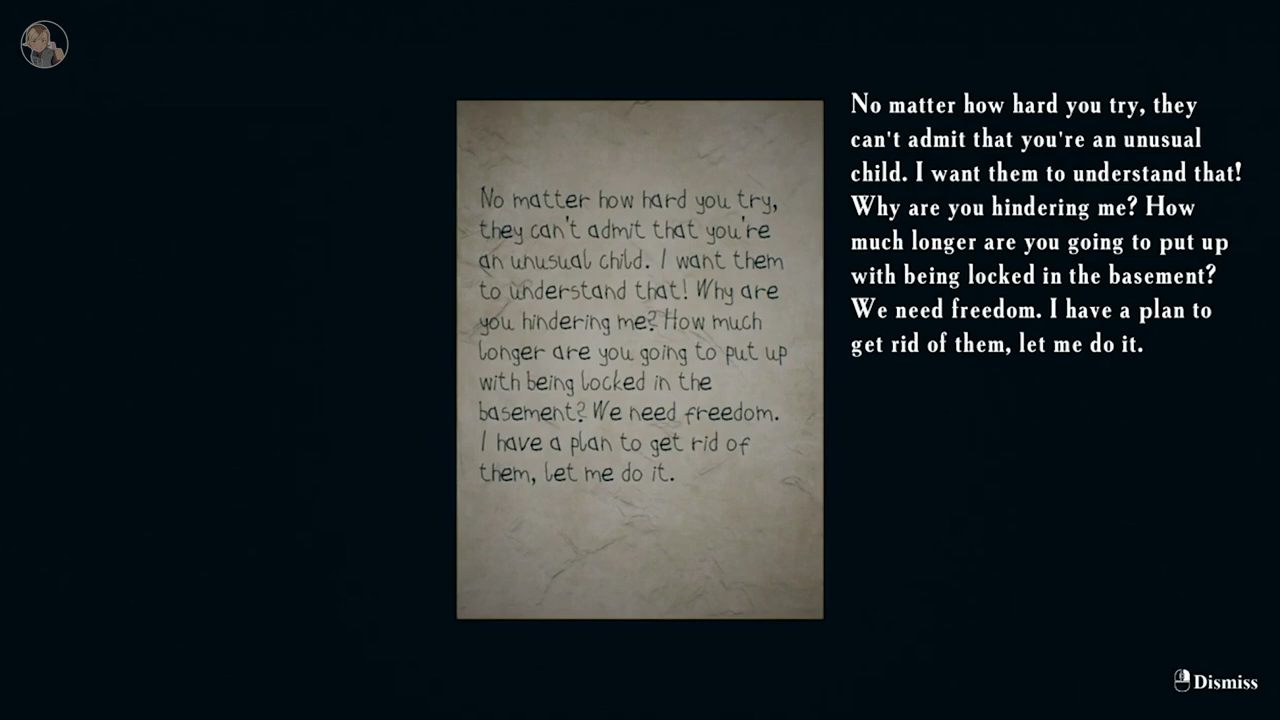 No matter how hard you try,
they can't admit that you're
an unusual child. I want them
to understand that! Why are
you hindering me? How much
longer are you going to put up
with being locked in the
basement? We need freedom.
I have a plan to get rid of
them, let me do it.
No matter how hard you try, they
can't admit that you're an unusual
child. I want them to understand that!
Why are you hindering me? How
much longer are you going to put up
with being locked in the basement?
We need freedom. I have a plan to
get rid of them, let me do it.
Dismiss